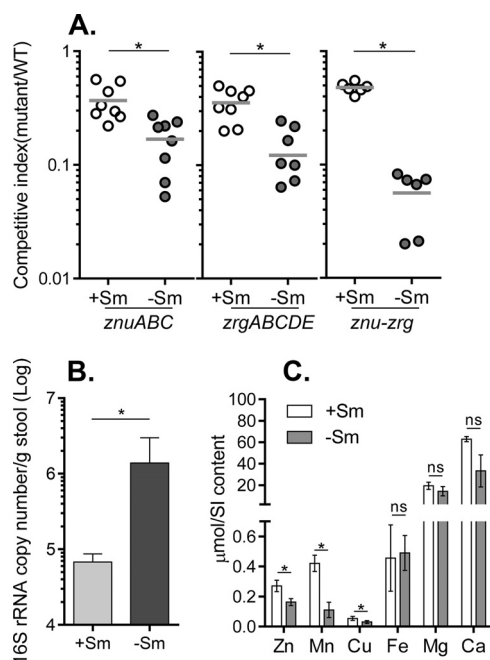 A.
Competitive index(mutant/WT)
1
0.1
0.01
*
*
*
+Sm -Sm
+Sm -Sm
+Sm -Sm
znuABC
zrgABCDE
znu-zrg
B.
16S rRNA copy number/g stool (Log)
7
6
5
4
*
+Sm
-Sm
C.
+Sm
-Sm
µmol/SI content
100
80
60
40
20
0.6
0.4
0.2
0.0
*
*
*
ns
ns
ns
Zn Mn Cu Fe Mg Ca